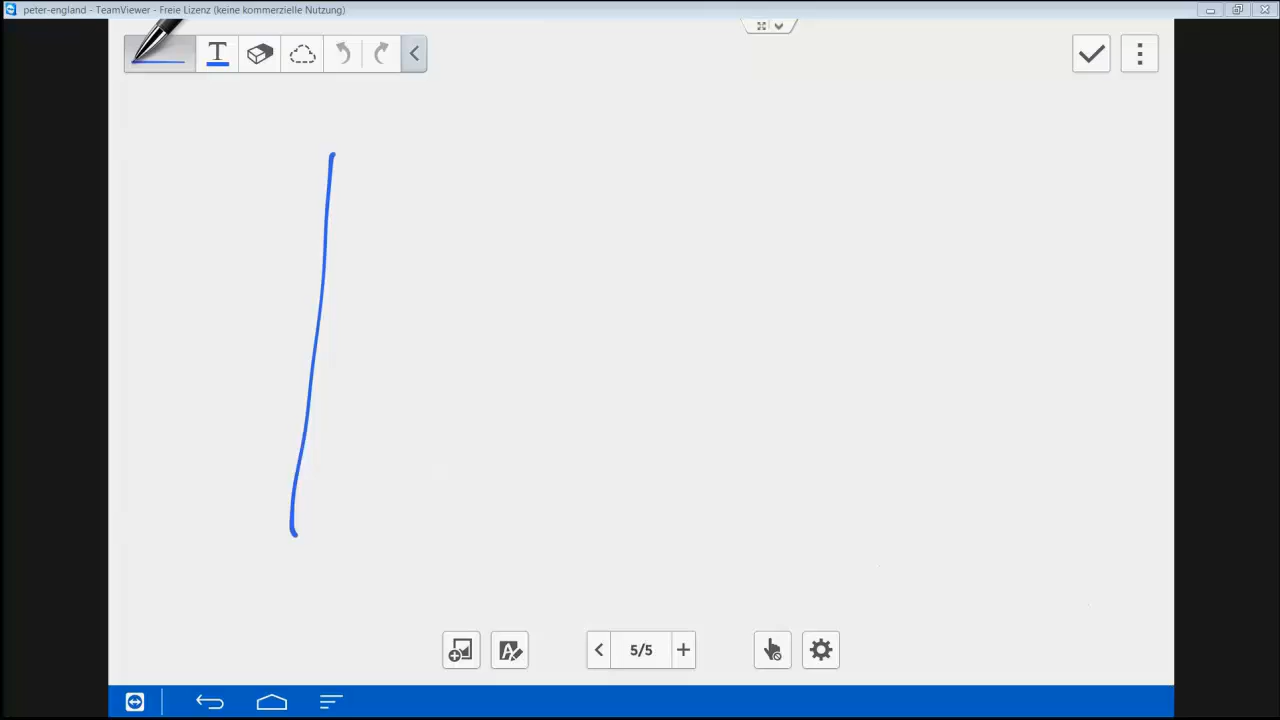 peter-england - TeamViewer - Freie Lizenz (keine kommerzielle Nutzung)
T
A
5/5